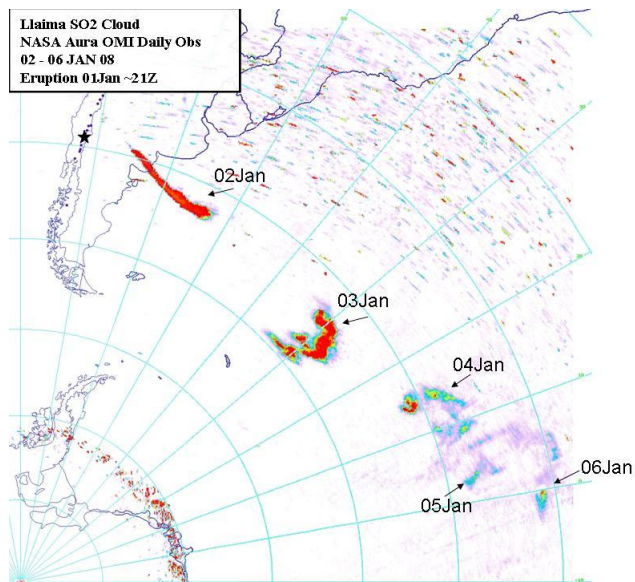 Llaima SO2 Cloud
NASA Aura OMI Daily Obs
02 - 06 JAN 08
Eruption 01Jan ~21Z
02Jan
03Jan
04Jan
06Jan
05Jan